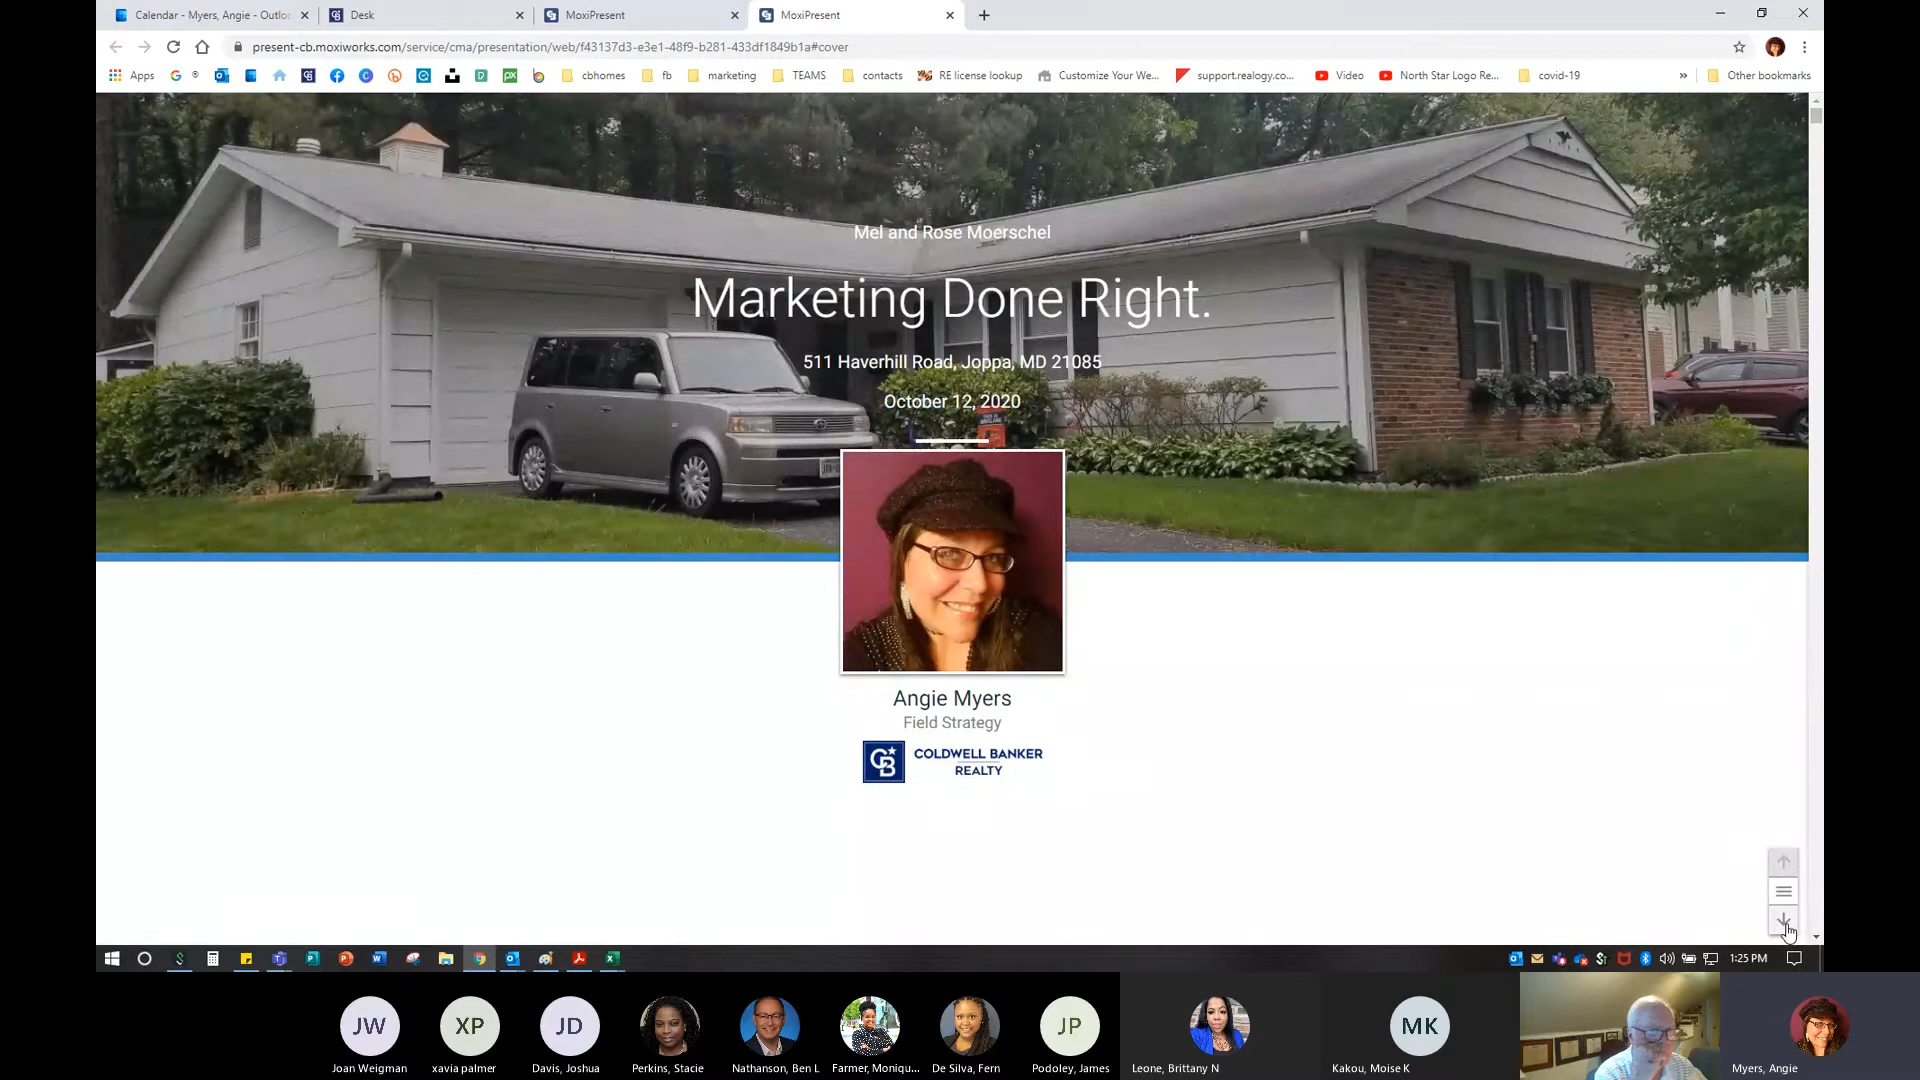 Calendar - Myers, Angie - Outlo
Desk
MoxiPresent
MoxiPresent
present-cb.moxiworks.com/service/cma/presentation/web/f43137d3-e3e1-48f9-b281-433df1849b1a#cover
Apps
cbhomes
fb
marketing
TEAMS
contacts
RE license lookup
Customize Your We...
support.realogy.co...
Video
North Star Logo Re...
covid-19
»
Other bookmarks
Mel and Rose Moerschel
Marketing Done Right.
511 Haverhill Road, Joppa, MD 21085
October 12, 2020
Angie Myers
Field Strategy
COLDWELL BANKER
REALTY
1:25 PM
JW
XP
JD
JP
MK
Joan Weigman
xavia palmer
Davis, Joshua
Perkins, Stacie
Nathanson, Ben L
Farmer, Moniqu...
De Silva, Fern
Podoley, James
Leone, Brittany N
Kakou, Moise K
Myers, Angie